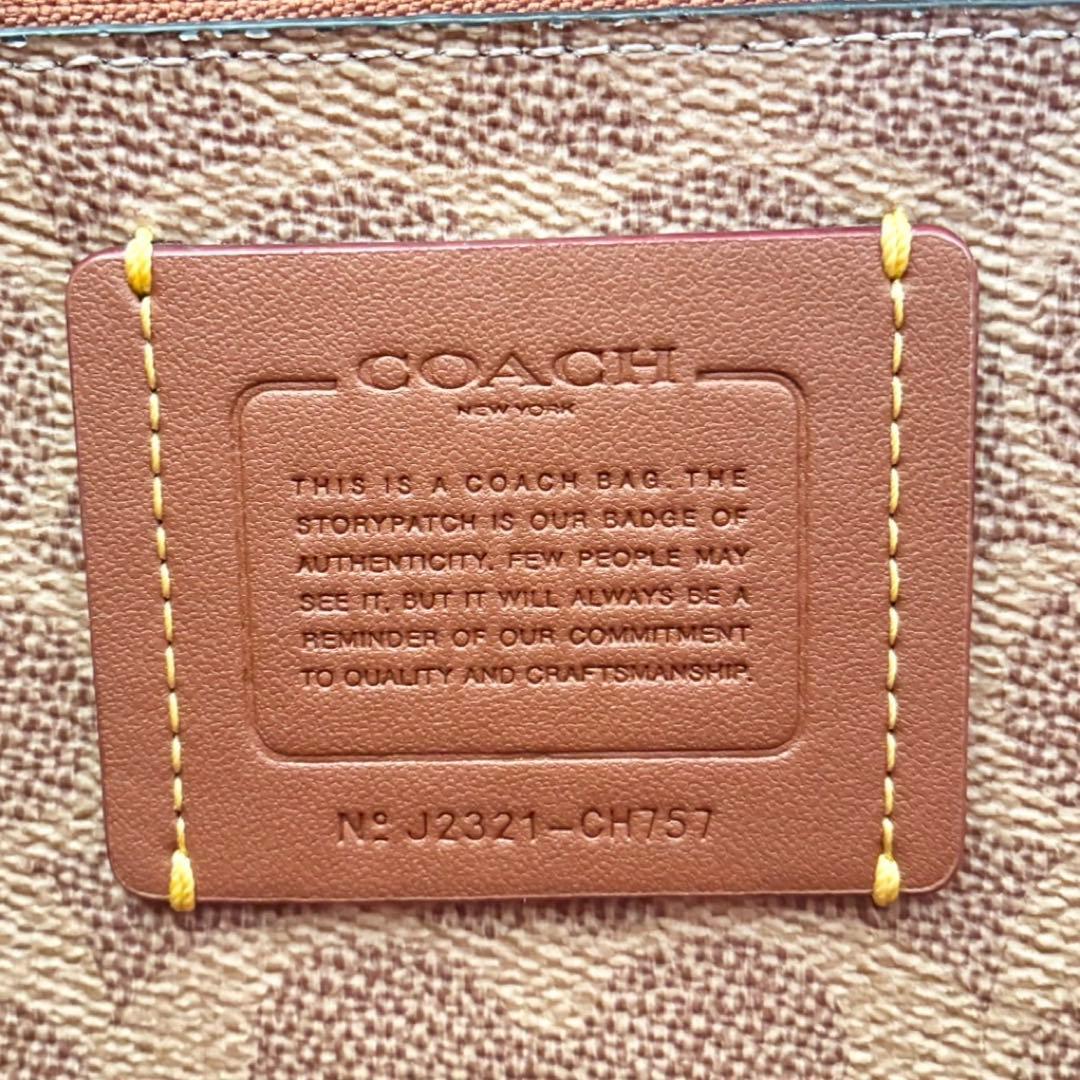 COACH
NEW YORK
THIS IS A COACH BAG. THE
STORYPATCH IS OUR BADGE OF
AUTHENTICITY. FEW PEOPLE MAY
SEE IT, BUT IT WILL ALWAYS BE A
REMINDER OF OUR COMMITMENT
TO QUALITY AND CRAFTSMANSHIP.
Nº J2321-CH757